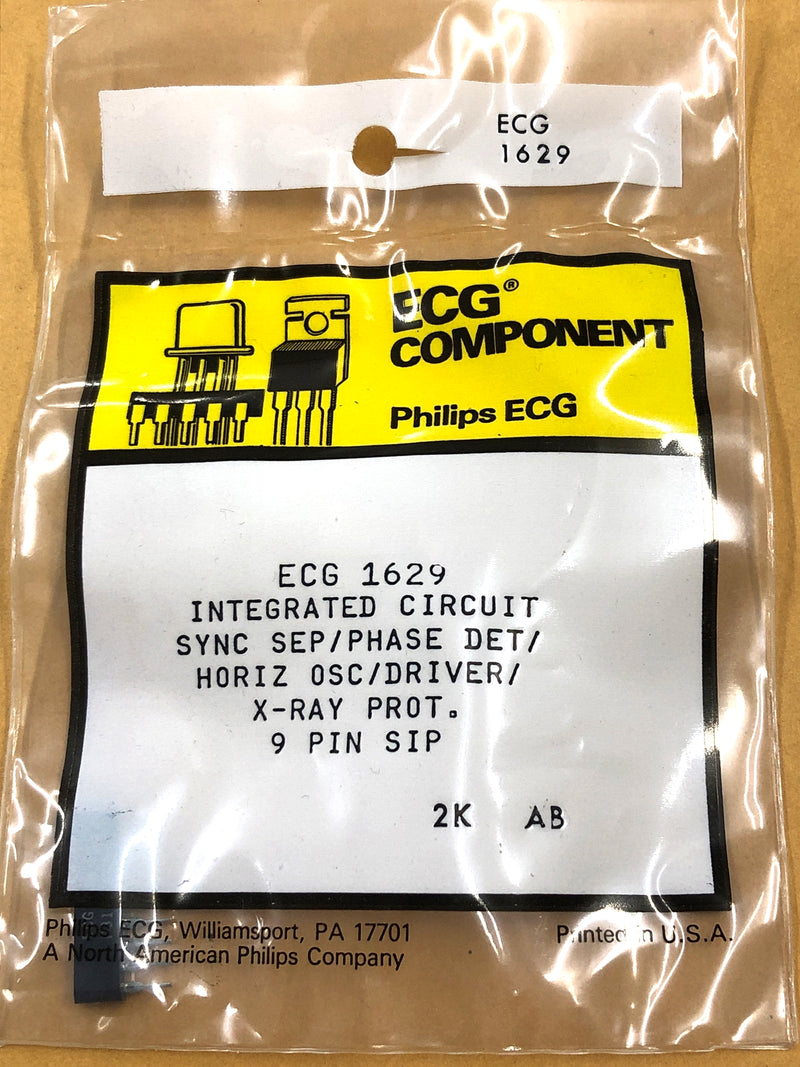 ECG
1629
ECG®
COMPONENT
Philips ECG
ECG 1629
INTEGRATED CIRCUIT
SYNC SEP/PHASE DET/
HORIZ OSC/DRIVER/
X-RAY PROT.
9 PIN SIP
2K AB
Philips ECG, Williamsport, PA 17701
A North American Philips Company
Printed in U.S.A.